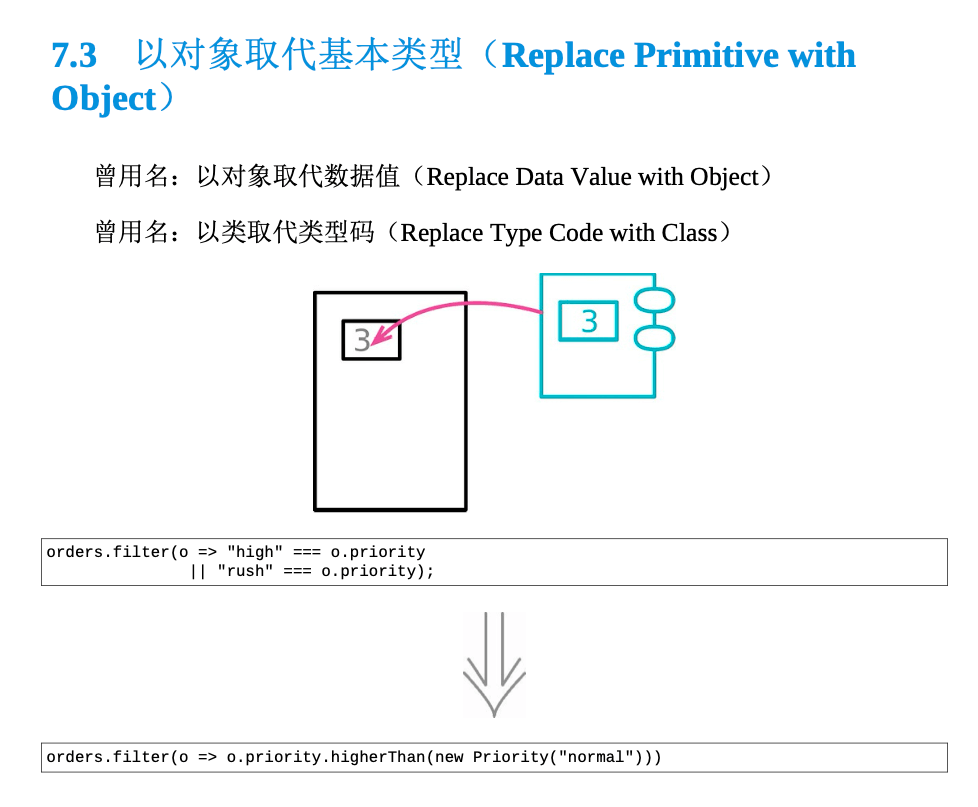 7.3 以对象取代基本类型（Replace Primitive with
Object）
曾用名：以对象取代数据值（Replace Data Value with Object）
曾用名：以类取代类型码（Replace Type Code with Class）
3
3
orders.filter(o => "high" === o.priority
               || "rush" === o.priority);
orders.filter(o => o.priority.higherThan(new Priority("normal")))